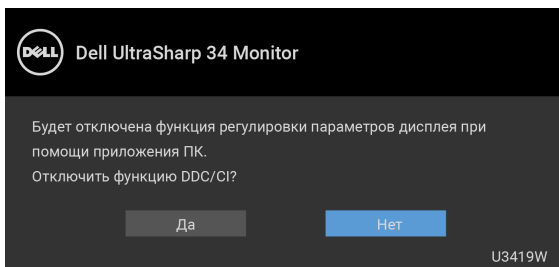 DELL
Dell UltraSharp 34 Monitor
Будет отключена функция регулировки параметров дисплея при
помощи приложения ПК.
Отключить функцию DDC/CI?
Да
Нет
U3419W